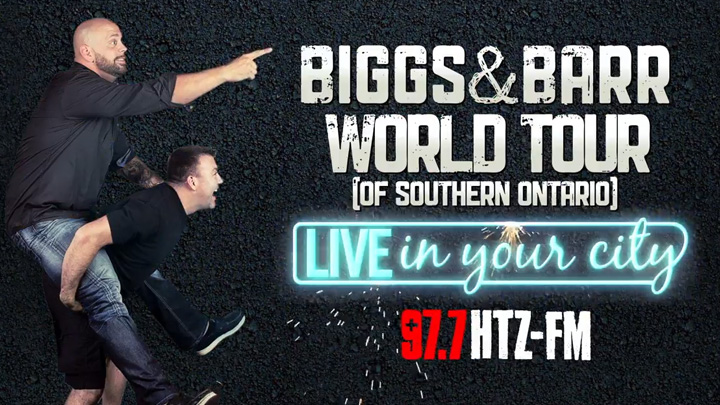 BIGGS&BARR
WORLD TOUR
[OF SOUTHERN ONTARIO]
LIVE in your city
97.7 HTZ-FM